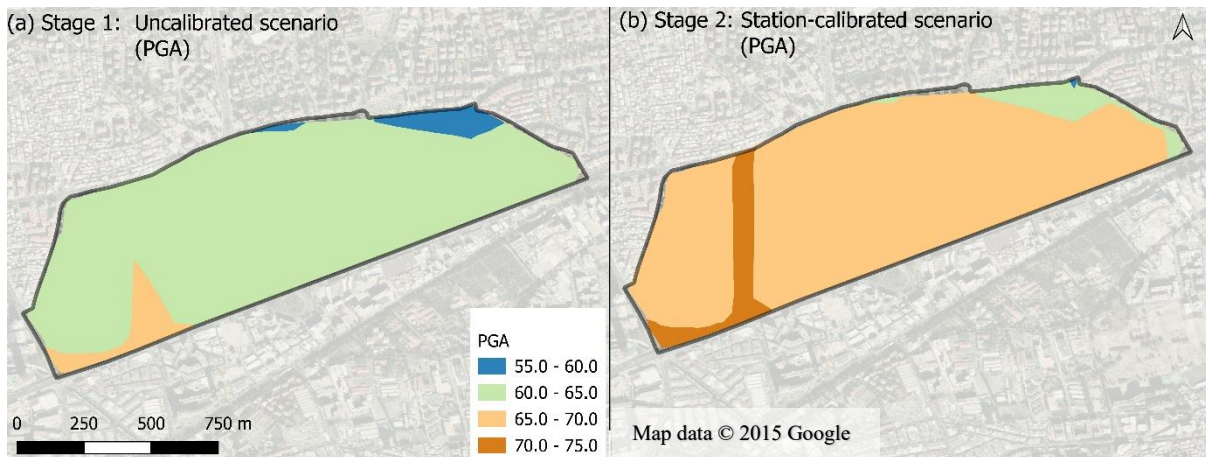 (a) Stage 1: Uncalibrated scenario
(PGA)
(b) Stage 2: Station-calibrated scenario
(PGA)
PGA
55.0 - 60.0
60.0 - 65.0
65.0 - 70.0
70.0 - 75.0
0 250 500 750 m
Map data © 2015 Google